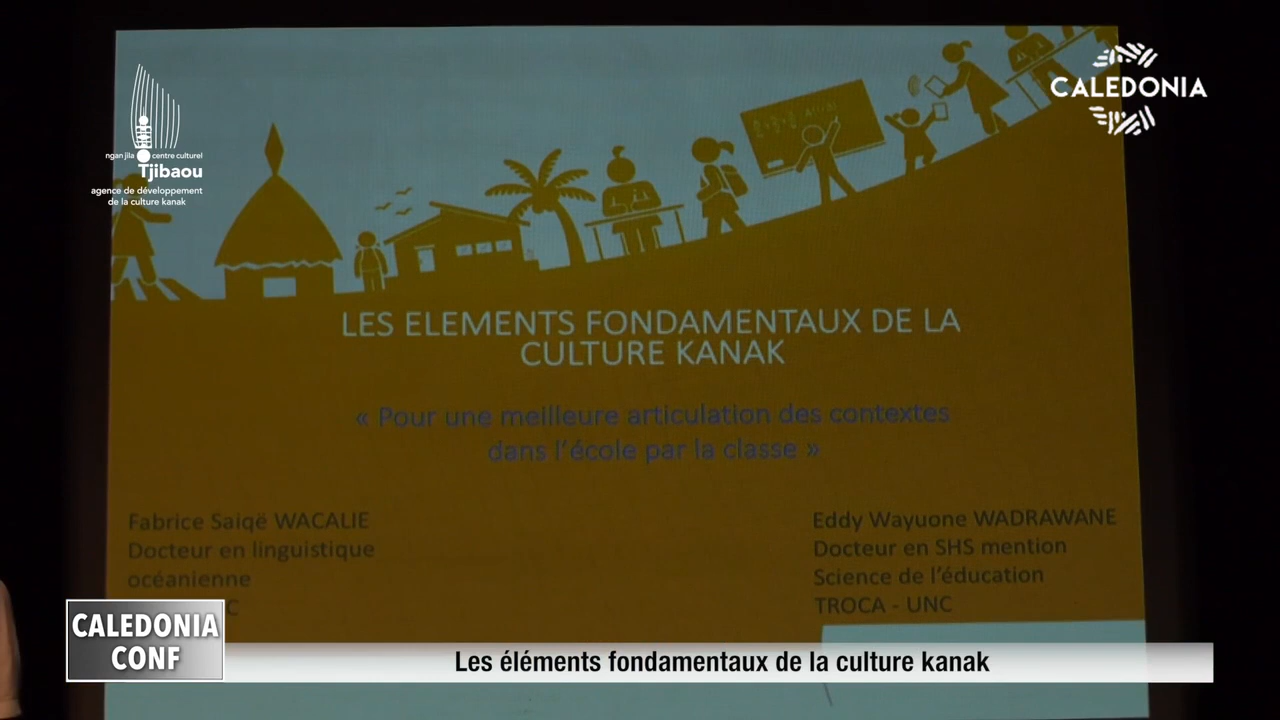 CALEDONIA
ngan jila centre culturel
Tjibaou
agence de développement
de la culture kanak
LES ELEMENTS FONDAMENTAUX DE LA
CULTURE KANAK
« Pour une meilleure articulation des contextes
dans l'école par la classe »
Fabrice Saiqë WACALIE
Docteur en linguistique
océanienne
Eddy Wayuone WADRAWANE
Docteur en SHS mention
Science de l'éducation
TROCA - UNC
CALEDONIA
CONF
Les éléments fondamentaux de la culture kanak